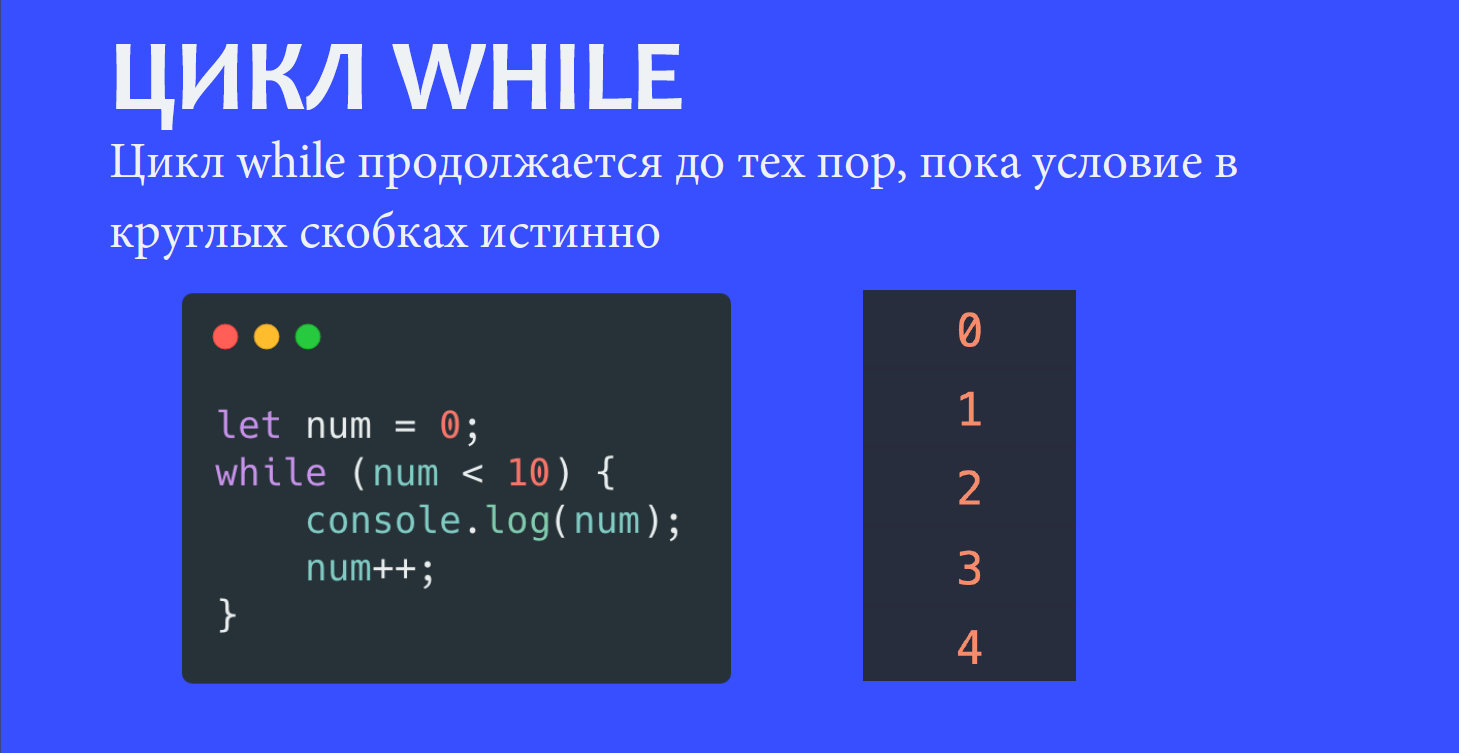 ЦИКЛ WHILE
Цикл while продолжается до тех пор, пока условие в
круглых скобках истинно
let num = 0;
while (num < 10) {
    console.log(num);
    num++;
}
0
1
2
3
4